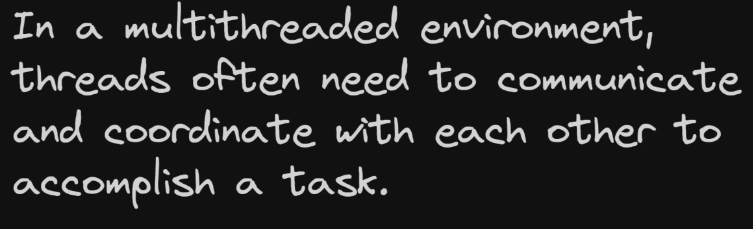 In a multithreaded environment,
threads often need to communicate
and coordinate with each other to
accomplish a task.